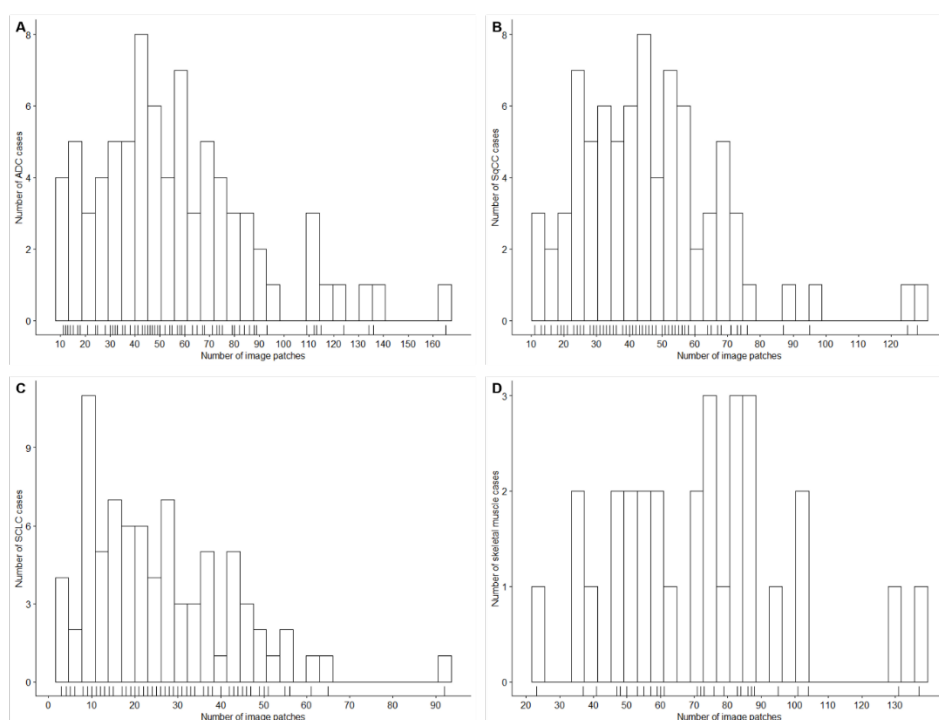 A
8
6
4
2
0
Number of ADC cases
10 20 30 40 50 60 70 80 90 100 110 120 130 140 150 160
Number of image patches
B
8
6
4
2
0
Number of SqCC cases
10 20 30 40 50 60 70 80 90 100 120
Number of image patches
C
9
6
3
0
Number of SCLC cases
0 10 20 30 40 50 60 70 80 90
Number of image patches
D
3
2
1
0
Number of skeletal muscle cases
20 30 40 50 60 70 80 90 100 110 130
Number of image patches